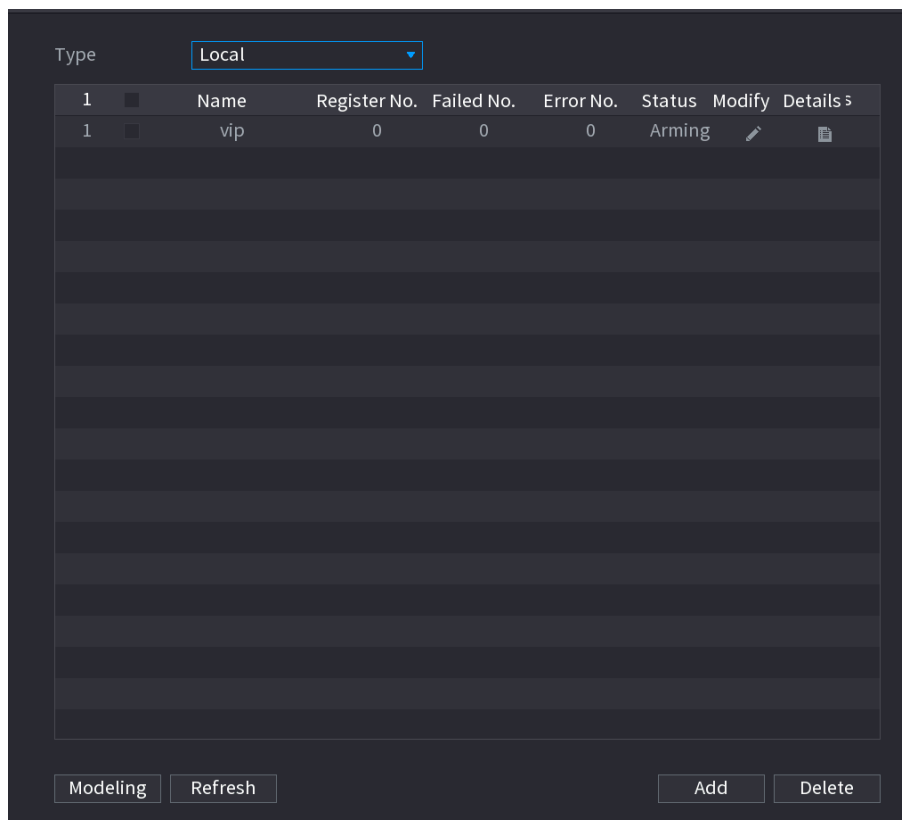 Type Local
1 Name Register No. Failed No. Error No. Status Modify Details s
1 vip 0 0 0 Arming
Modeling Refresh Add Delete